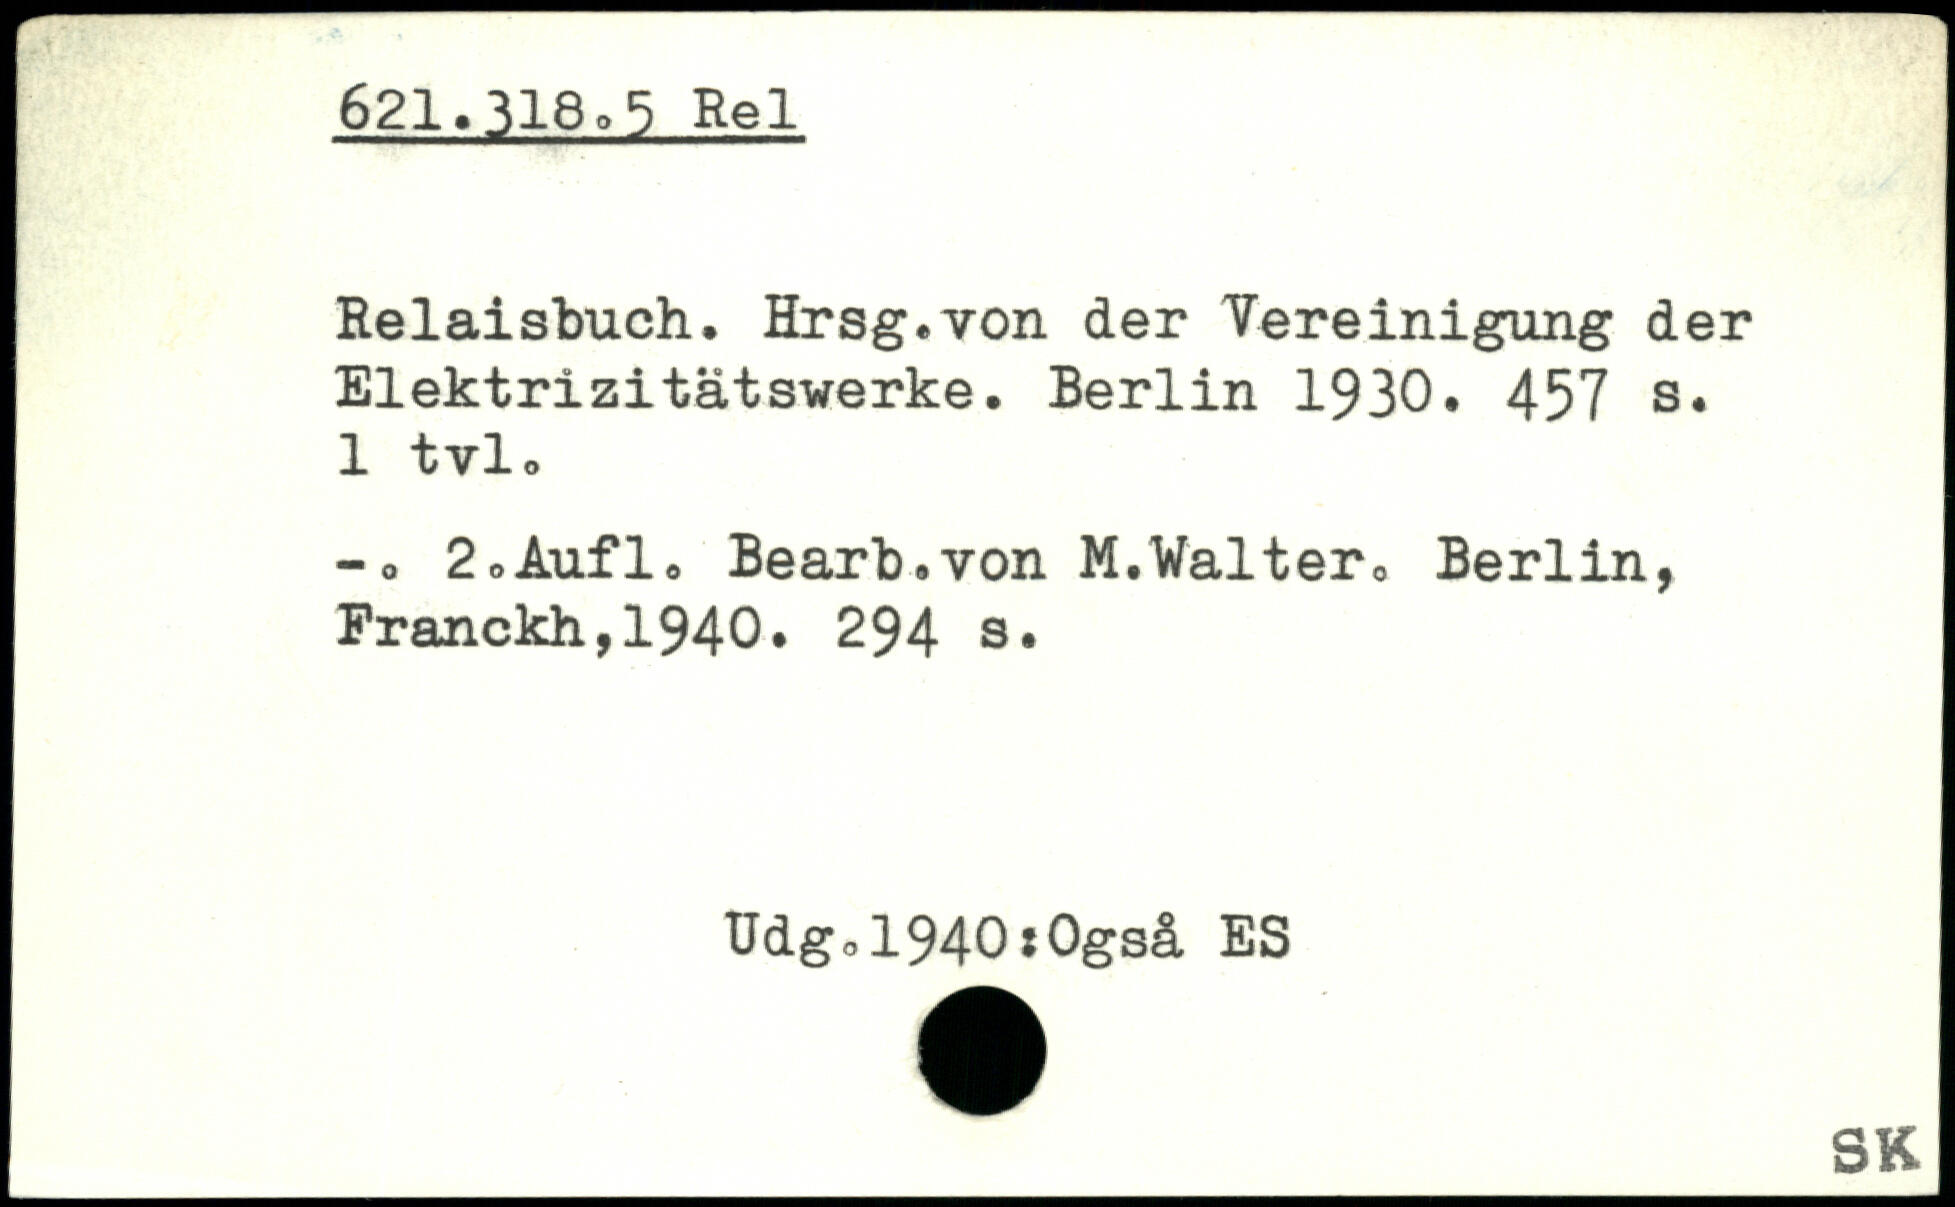 621.318.5 Rel
Relaisbuch. Hrsg.von der Vereinigung der
Elektrizitätswerke. Berlin 1930. 457 s.
1 tvl.
-. 2.Aufl. Bearb.von M.Walter. Berlin,
Franckh,1940. 294 s.
Udg.1940:Også ES
SK